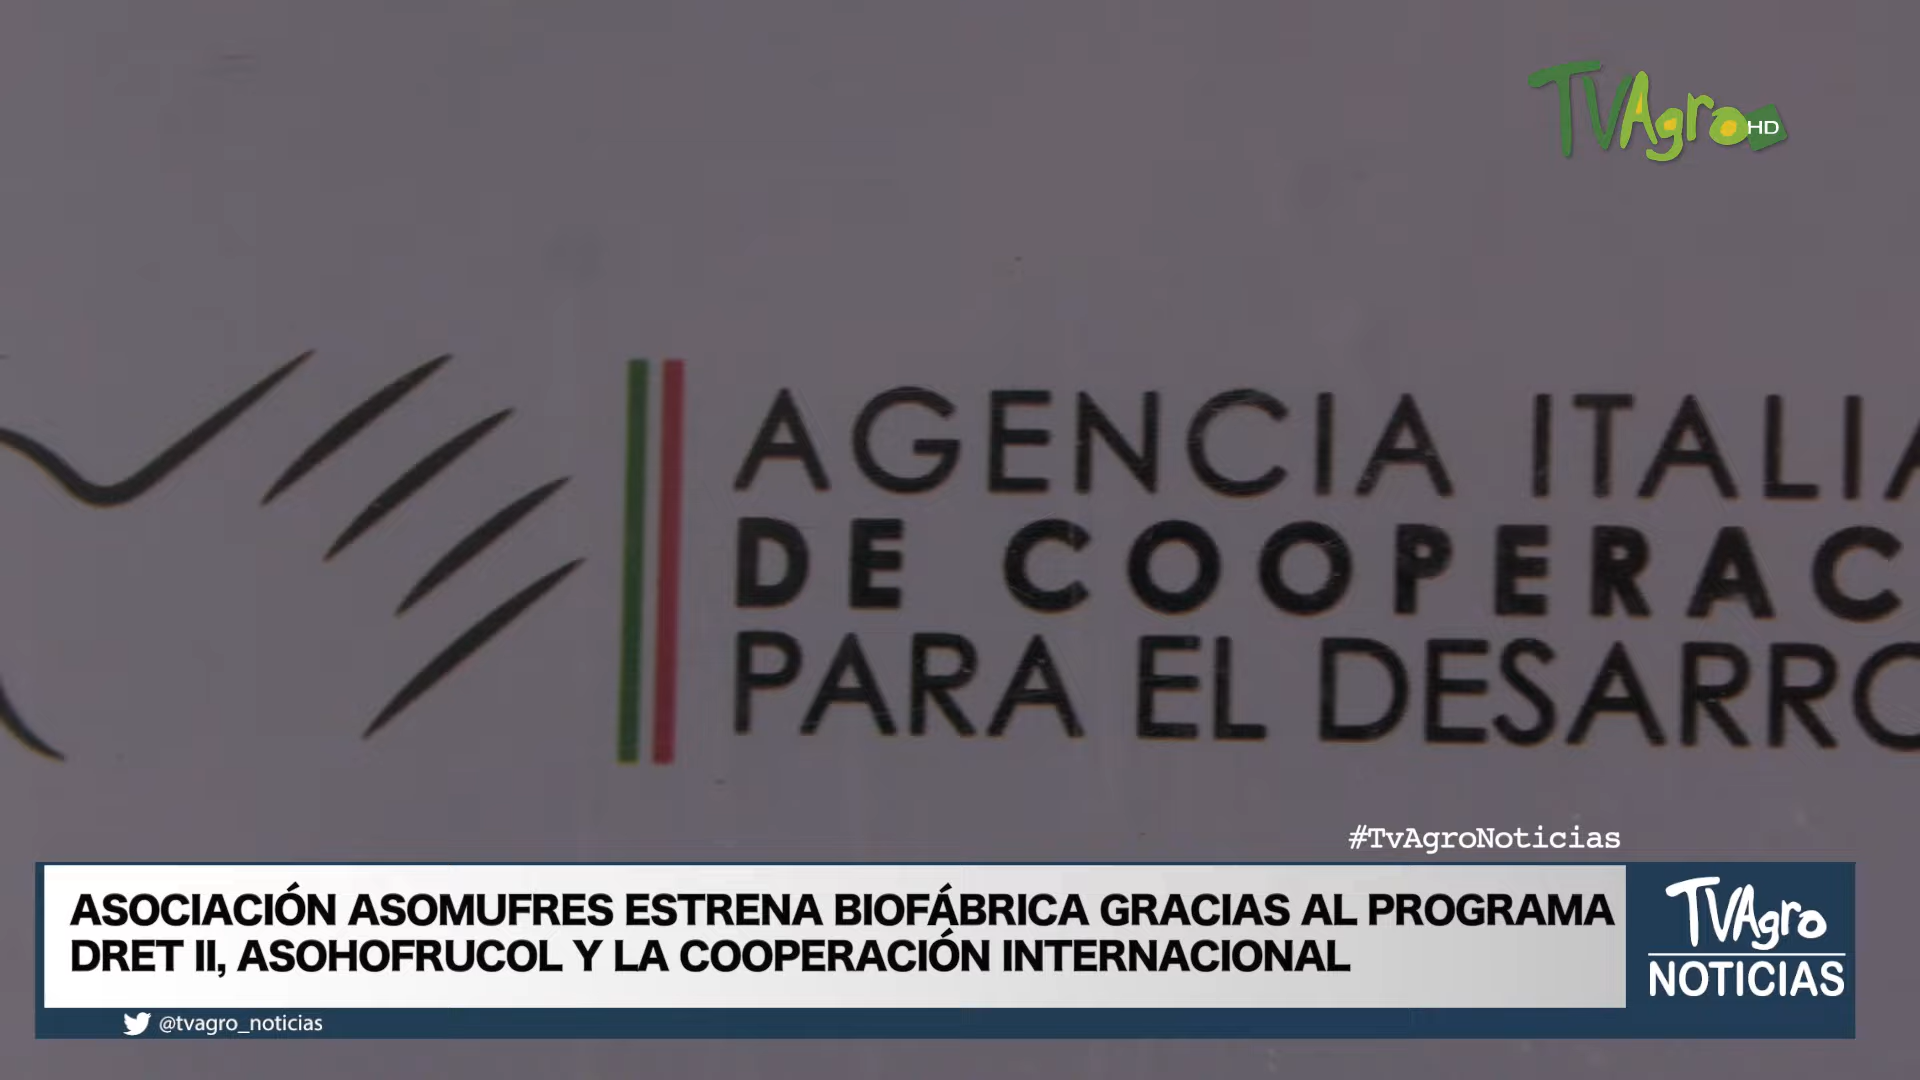 TVAgro HD
AGENCIA ITALIA
DE COOPERAC
PARA EL DESARRO
#TvAgroNoticias
ASOCIACIÓN ASOMUFRES ESTRENA BIOFÁBRICA GRACIAS AL PROGRAMA
DRET II, ASOHOFRUCOL Y LA COOPERACIÓN INTERNACIONAL
TVAgro
NOTICIAS
@tvagro_noticias